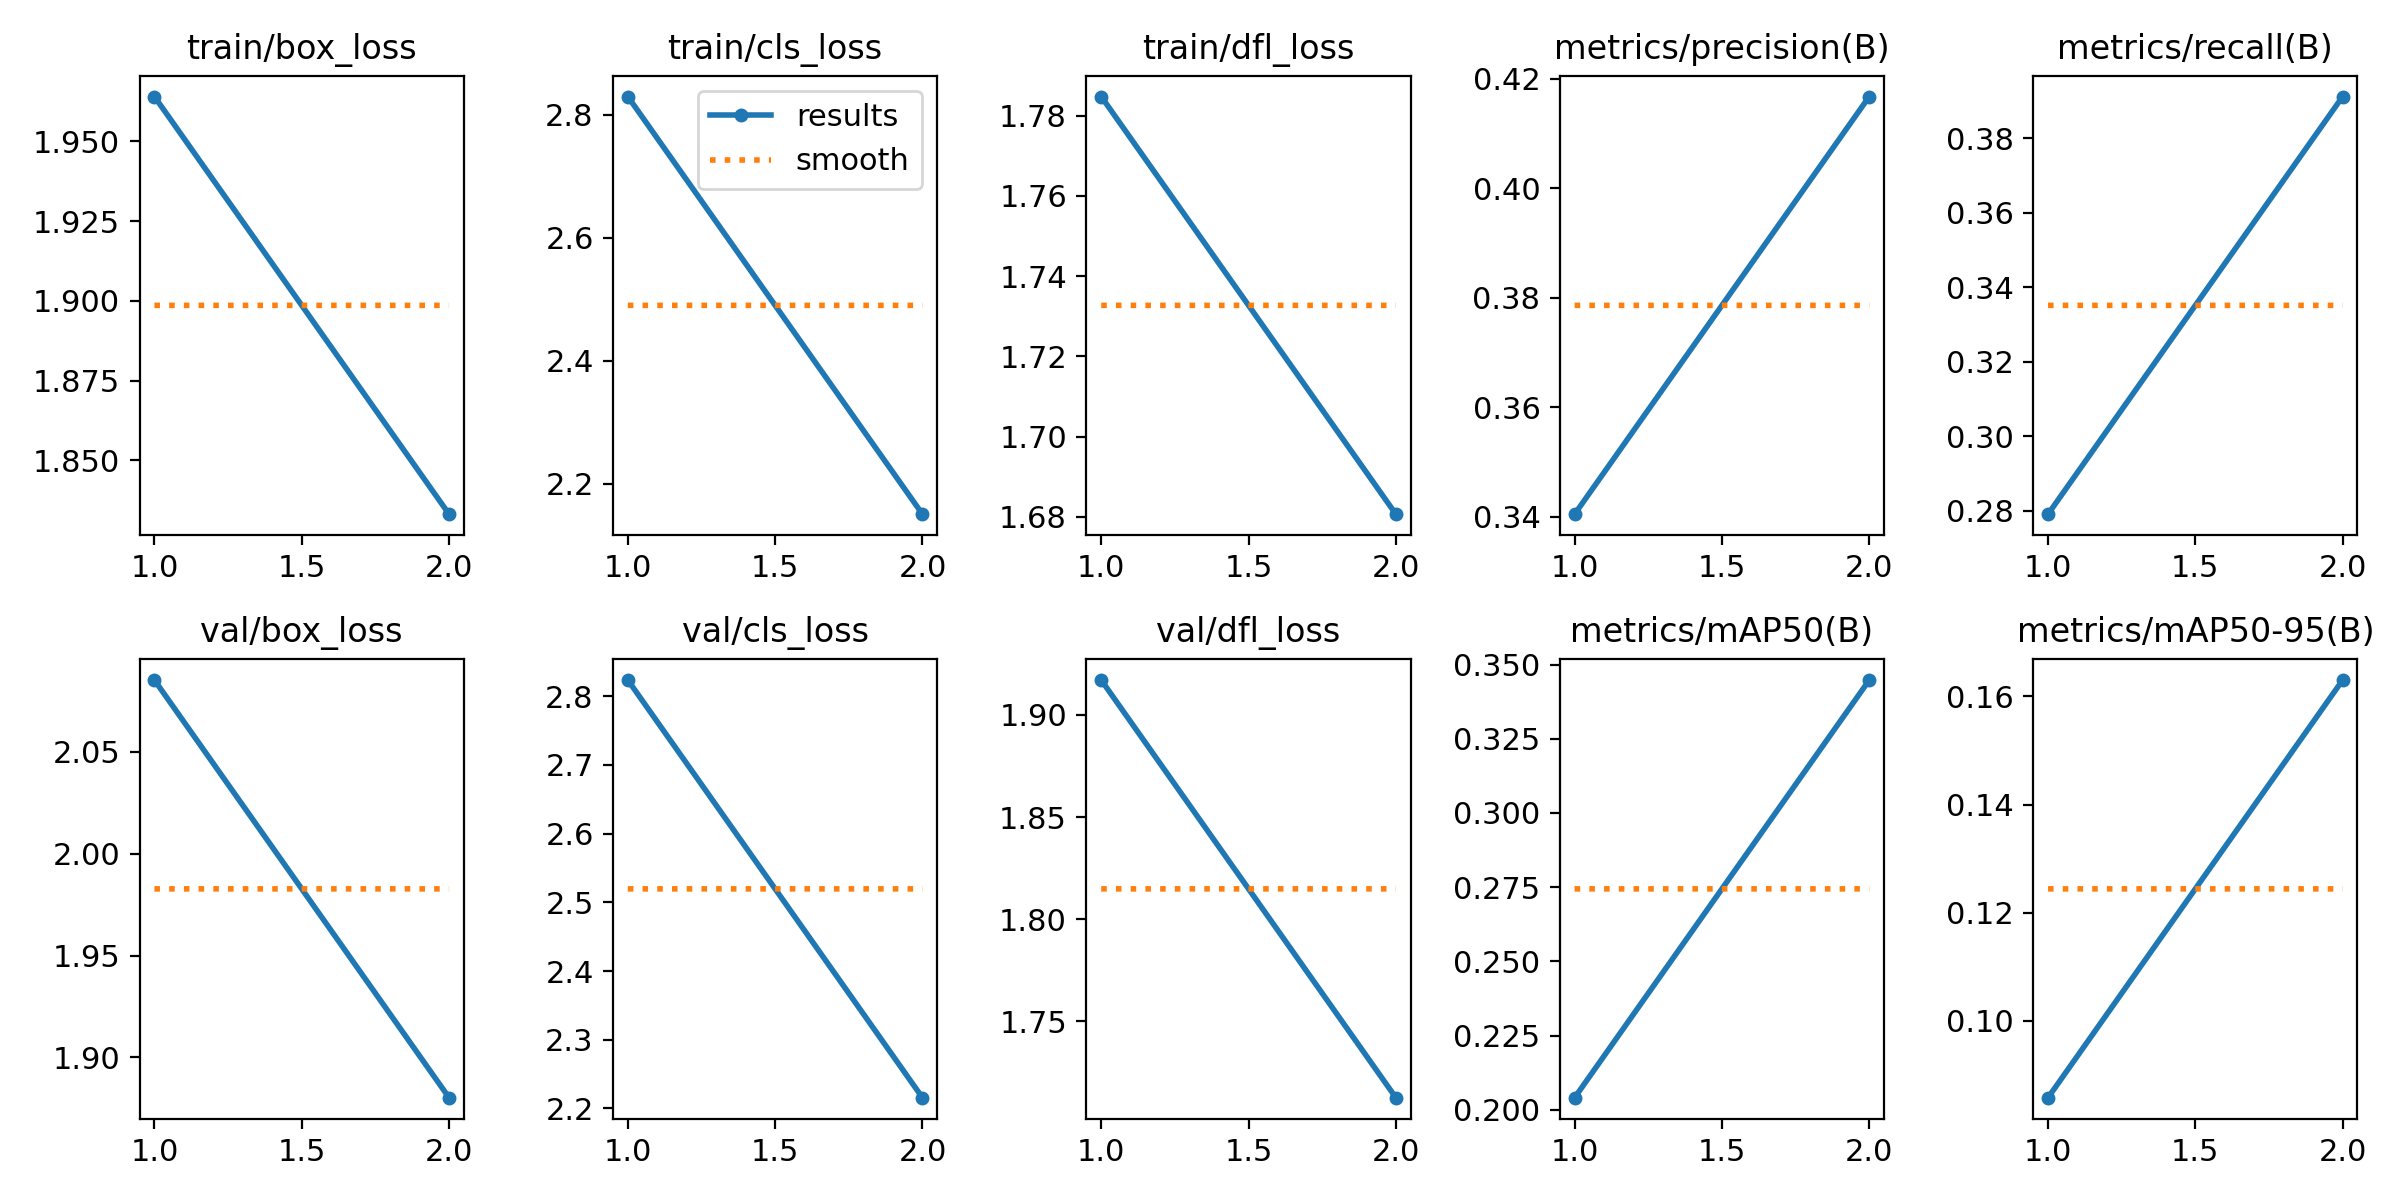 train/box_loss
train/cls_loss
train/dfl_loss
metrics/precision(B)
metrics/recall(B)
1.950
1.925
1.900
1.875
1.850
1.0 1.5 2.0
results
smooth
2.8
2.6
2.4
2.2
1.0 1.5 2.0
1.78
1.76
1.74
1.72
1.70
1.68
1.0 1.5 2.0
0.42
0.40
0.38
0.36
0.34
1.0 1.5 2.0
0.38
0.36
0.34
0.32
0.30
0.28
1.0 1.5 2.0
val/box_loss
val/cls_loss
val/dfl_loss
metrics/mAP50(B)
metrics/mAP50-95(B)
2.05
2.00
1.95
1.90
1.0 1.5 2.0
2.8
2.7
2.6
2.5
2.4
2.3
2.2
1.0 1.5 2.0
1.90
1.85
1.80
1.75
1.0 1.5 2.0
0.350
0.325
0.300
0.275
0.250
0.225
0.200
1.0 1.5 2.0
0.16
0.14
0.12
0.10
1.0 1.5 2.0